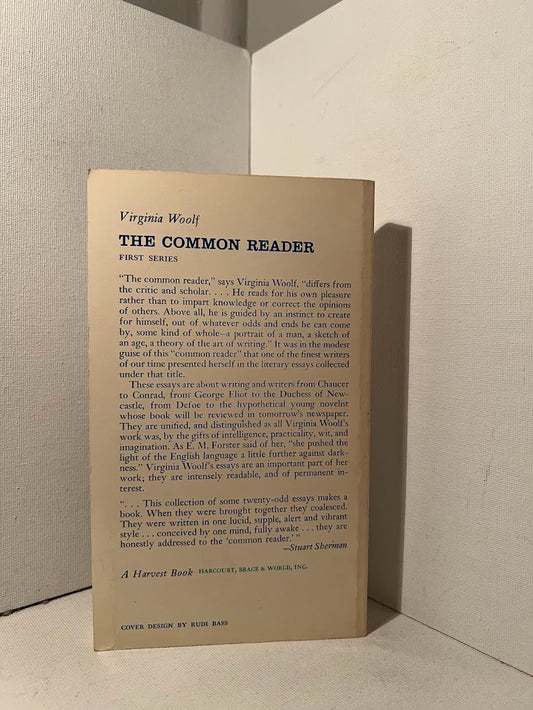 Virginia Woolf
THE COMMON READER
FIRST SERIES
“The common reader,” says Virginia Woolf, “differs from
the critic and scholar. . . . He reads for his own pleasure
rather than to impart knowledge or correct the opinions
of others. Above all, he is guided by an instinct to create
for himself, out of whatever odds and ends he can come
by, some kind of whole—a portrait of a man, a sketch of
an age, a theory of the art of writing.” It was in the modest
guise of this “common reader” that one of the finest writers
of our time presented herself in the literary essays collected
under that title.
These essays are about writing and writers from Chaucer
to Conrad, from George Eliot to the Duchess of New-
castle, from Defoe to the hypothetical young novelist
whose book will be reviewed in tomorrow's newspaper.
They are unified, and distinguished as all Virginia Woolf's
work was, by the gifts of intelligence, practicality, wit, and
imagination. As E. M. Forster said of her, “she pushed the
light of the English language a little further against dark-
ness.” Virginia Woolf's essays are an important part of her
work; they are intensely readable, and of permanent in-
terest.
“. . . This collection of some twenty-odd essays makes a
book. When they were brought together they coalesced.
They were written in one lucid, supple, alert and vibrant
style . . . conceived by one mind, fully awake . . . they are
honestly addressed to the ‘common reader.’ ”
—Stuart Sherman
A Harvest Book HARCOURT, BRACE & WORLD, INC.
COVER DESIGN BY RUDI BASS